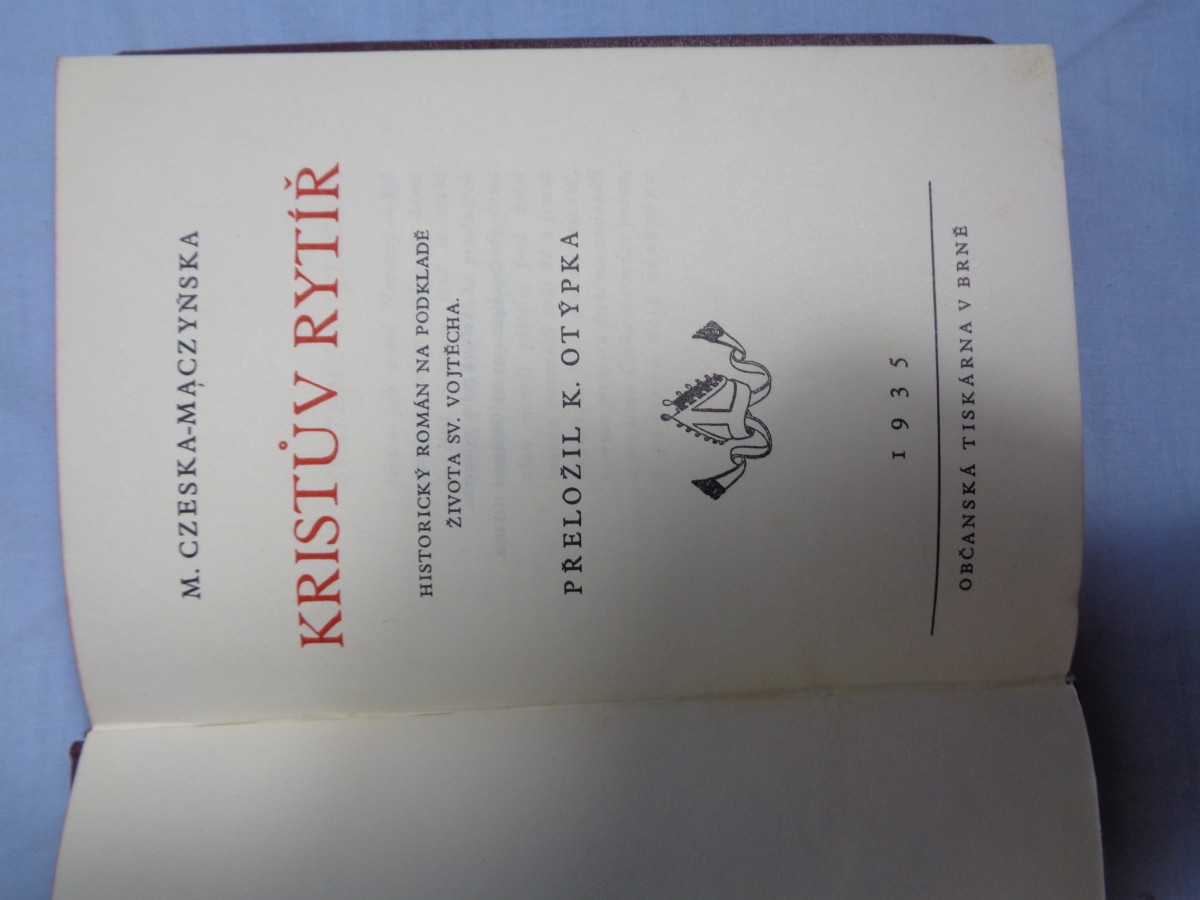 M. CZESKA-MĄCZYŃSKA
KRISTŮV RYTÍŘ
HISTORICKÝ ROMÁN NA PODKLADĚ
ŽIVOTA SV. VOJTĚCHA.
PŘELOŽIL K. OTÝPKA
1935
OBČANSKÁ TISKÁRNA V BRNĚ